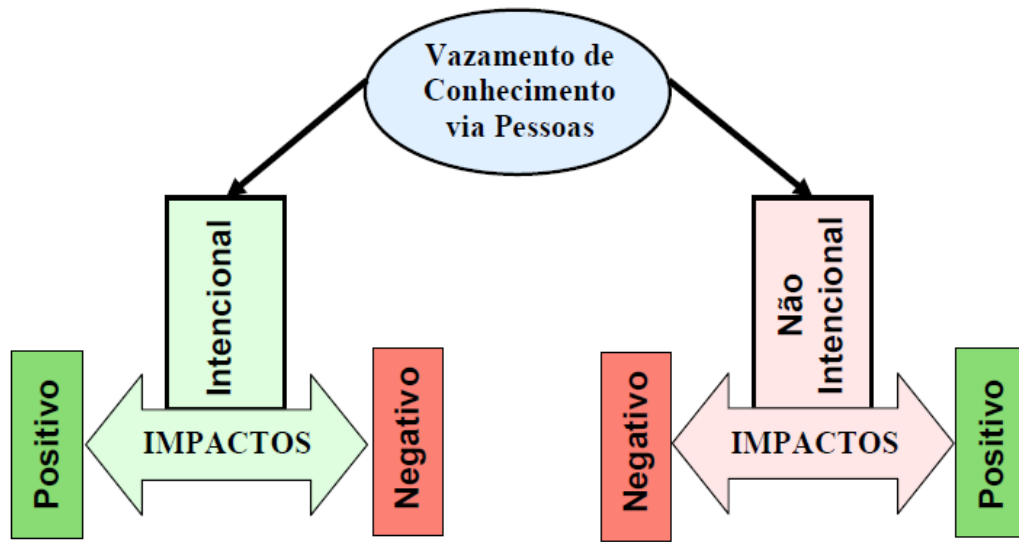 Vazamento de
Conhecimento
via Pessoas
Intencional
Não
Intencional
Positivo
IMPACTOS
Negativo
Negativo
IMPACTOS
Positivo